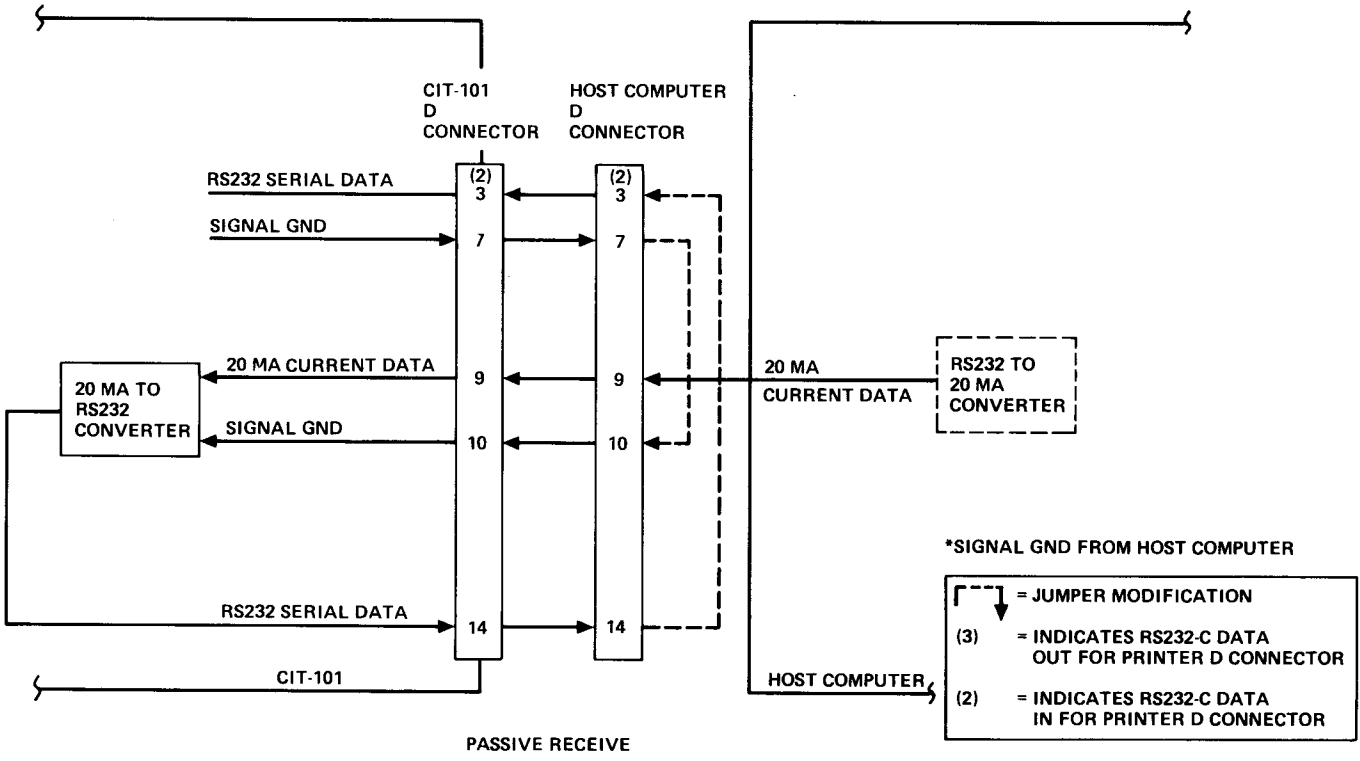 CIT-101
D
CONNECTOR
HOST COMPUTER
D
CONNECTOR
RS232 SERIAL DATA
(2)
3
(2)
3
SIGNAL GND
7
7
20 MA CURRENT DATA
9
9
20 MA
CURRENT DATA
RS232 TO
20 MA
CONVERTER
20 MA TO
RS232
CONVERTER
SIGNAL GND
10
10
*SIGNAL GND FROM HOST COMPUTER
= JUMPER MODIFICATION
(3) = INDICATES RS232-C DATA
OUT FOR PRINTER D CONNECTOR
(2) = INDICATES RS232-C DATA
IN FOR PRINTER D CONNECTOR
RS232 SERIAL DATA
14
14
CIT-101
HOST COMPUTER
PASSIVE RECEIVE